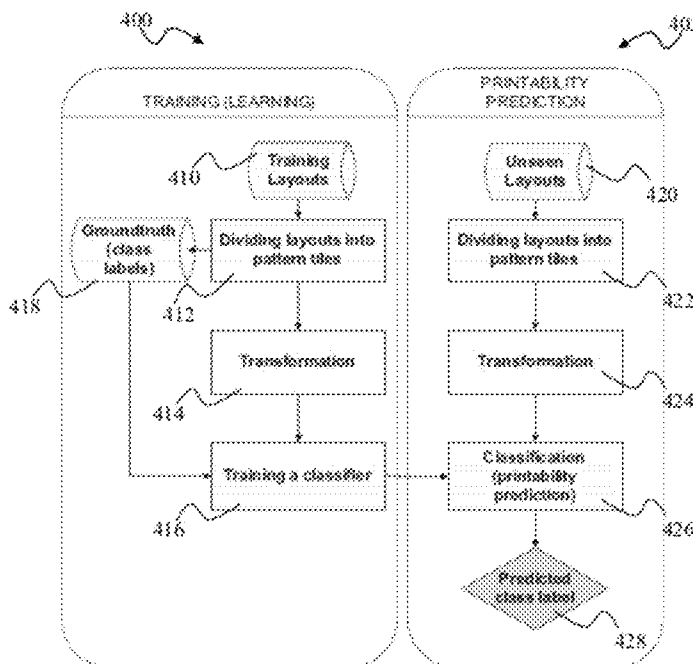 400
40
TRAINING (LEARNING)
PRINTABILITY
PREDICTION
410
Training
Layouts
Unseen
Layouts
420
Groundtruth
(class
labels)
Dividing layouts into
pattern tiles
Dividing layouts into
pattern tiles
418
412
422
Transformation
Transformation
414
424
Training a classifier
Classification
(printability
prediction)
416
426
Predicted
class label
428